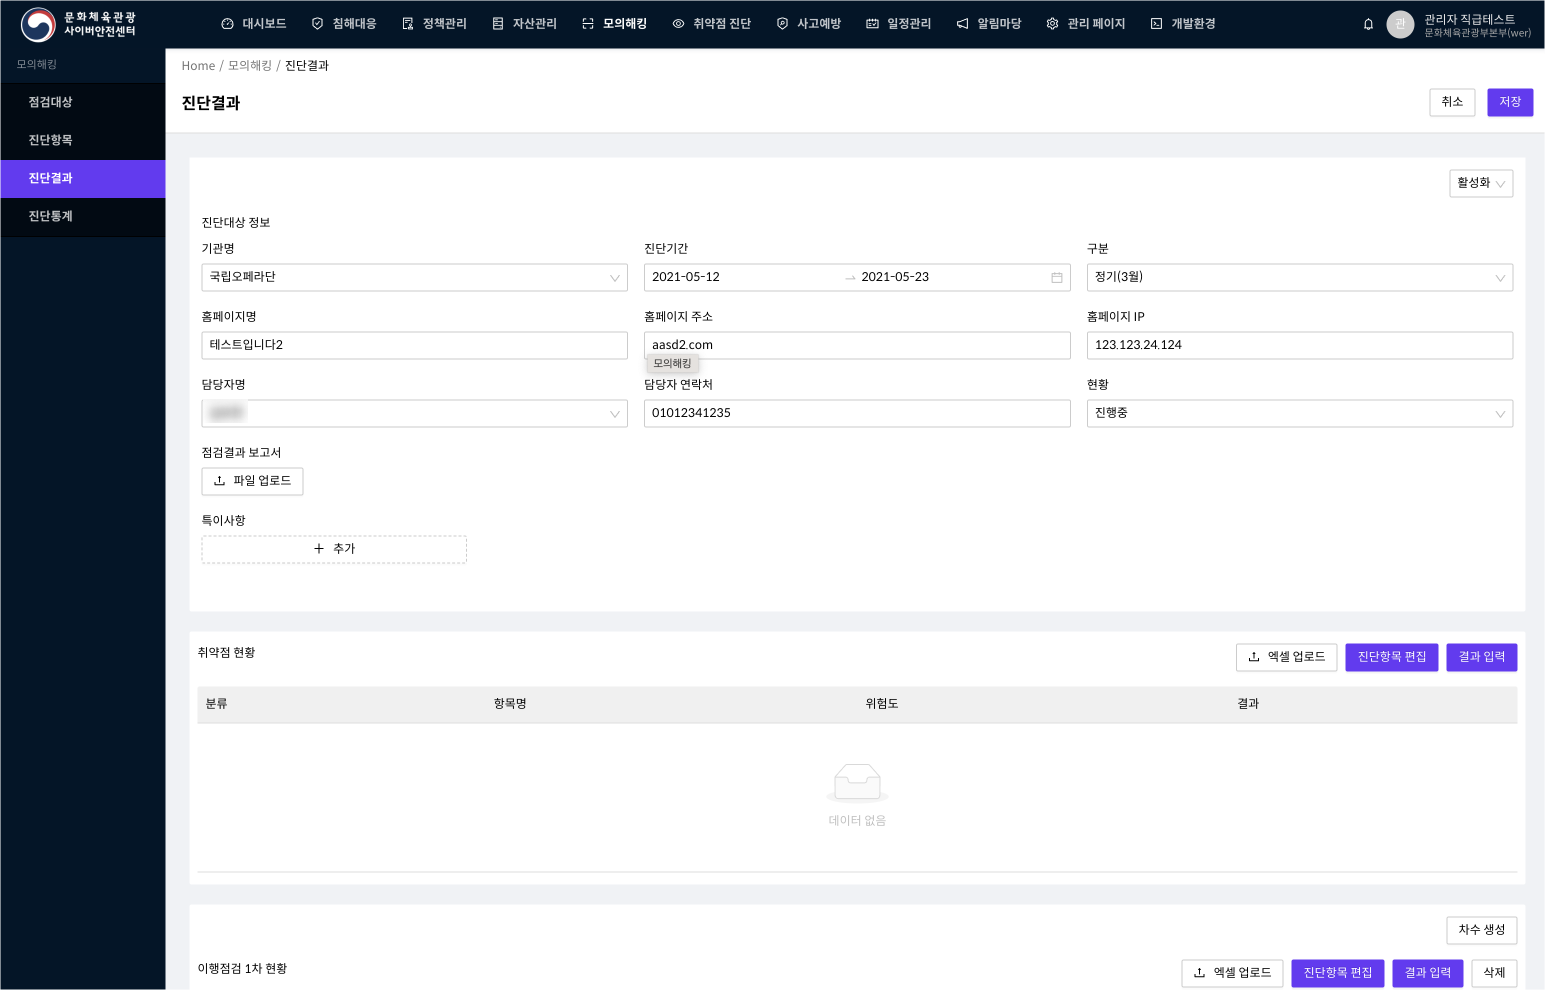 문화체육관광
사이버안전센터
대시보드
침해대응
정책관리
자산관리
모의해킹
취약점 진단
사고예방
일정관리
알림마당
관리 페이지
개발환경
관
관리자 직급테스트
문화체육관광부본부(wer)
모의해킹
점검대상
진단항목
진단결과
진단통계
Home / 모의해킹 / 진단결과
진단결과
취소
저장
활성화
진단대상 정보
기관명
진단기간
구분
국립오페라단
2021-05-12 → 2021-05-23
정기(3월)
홈페이지명
홈페이지 주소
홈페이지 IP
테스트입니다2
aasd2.com
123.123.24.124
모의해킹
담당자명
담당자 연락처
현황
01012341235
진행중
점검결과 보고서
파일 업로드
특이사항
+ 추가
취약점 현황
엑셀 업로드
진단항목 편집
결과 입력
분류
항목명
위험도
결과
데이터 없음
차수 생성
이행점검 1차 현황
엑셀 업로드
진단항목 편집
결과 입력
삭제